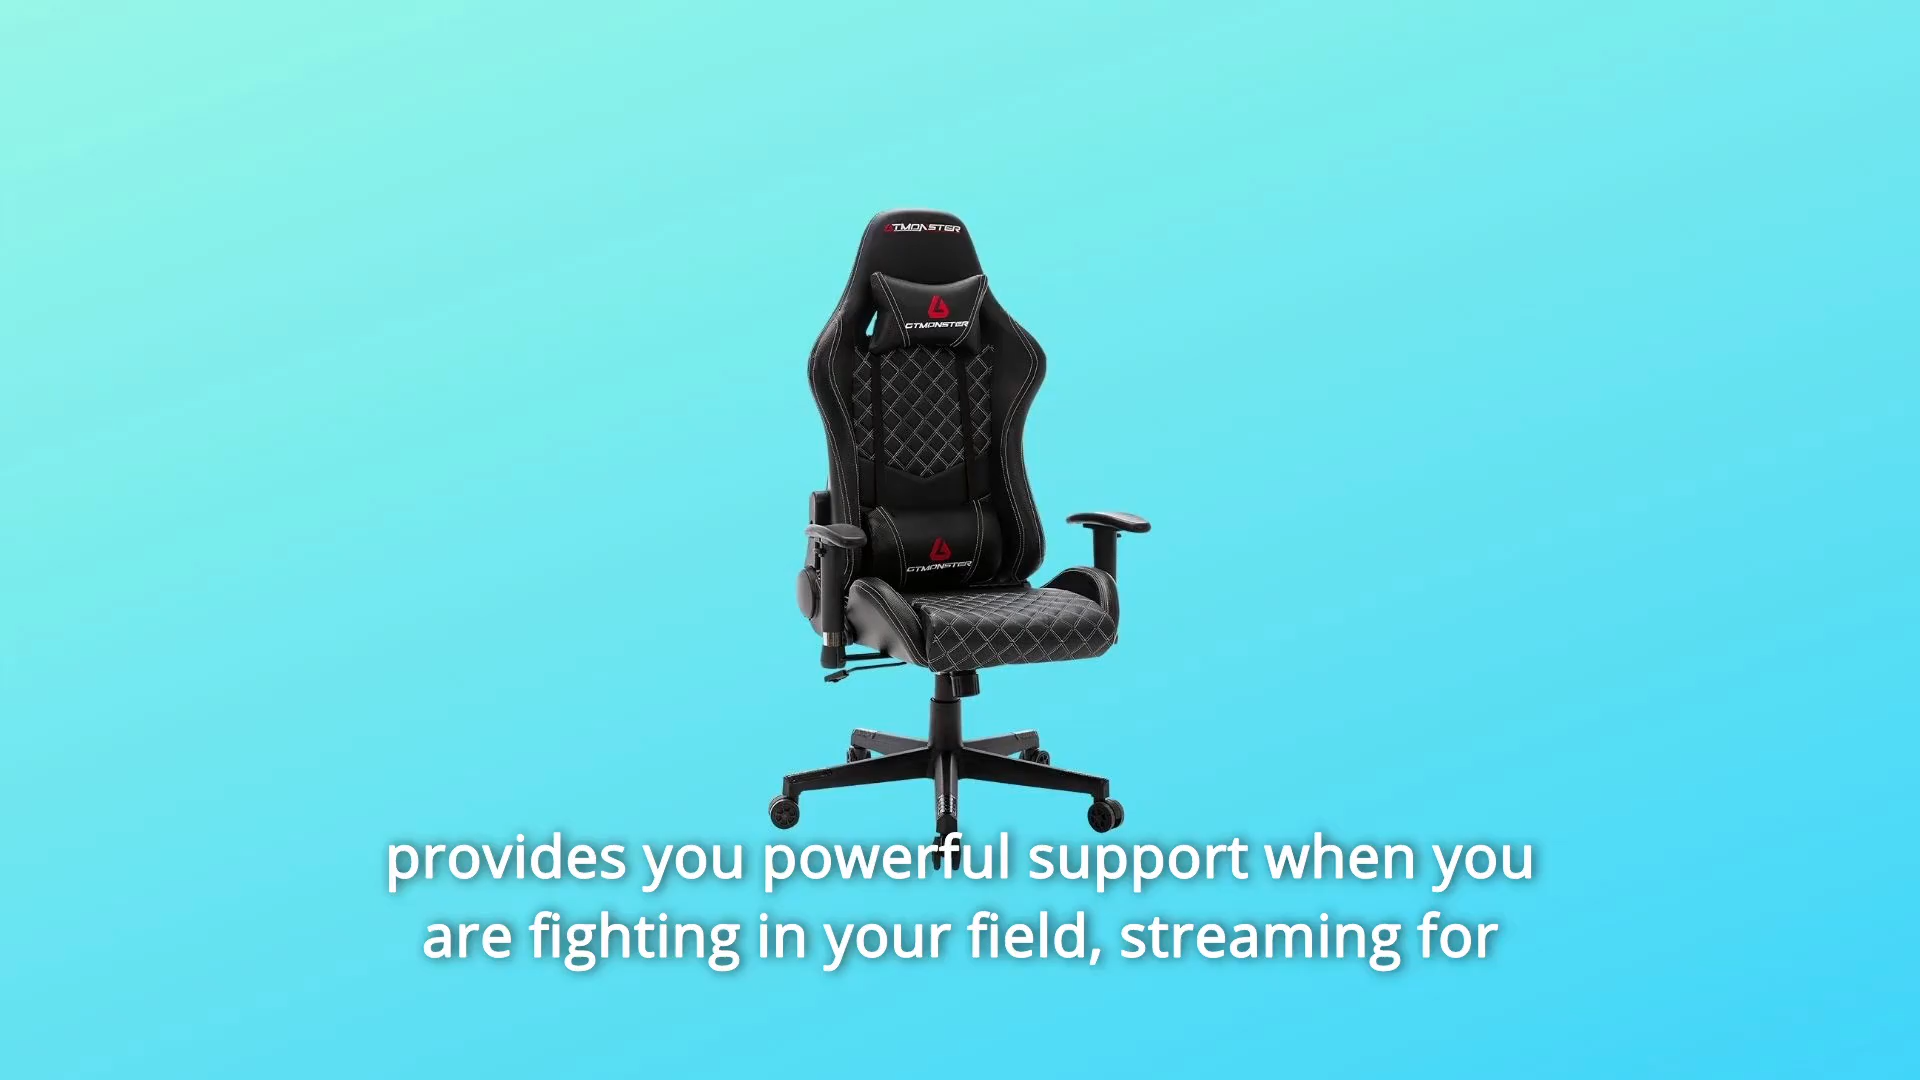 GTMONSTER
GTMONSTER
GTMONSTER
provides you powerful support when you
are fighting in your field, streaming for